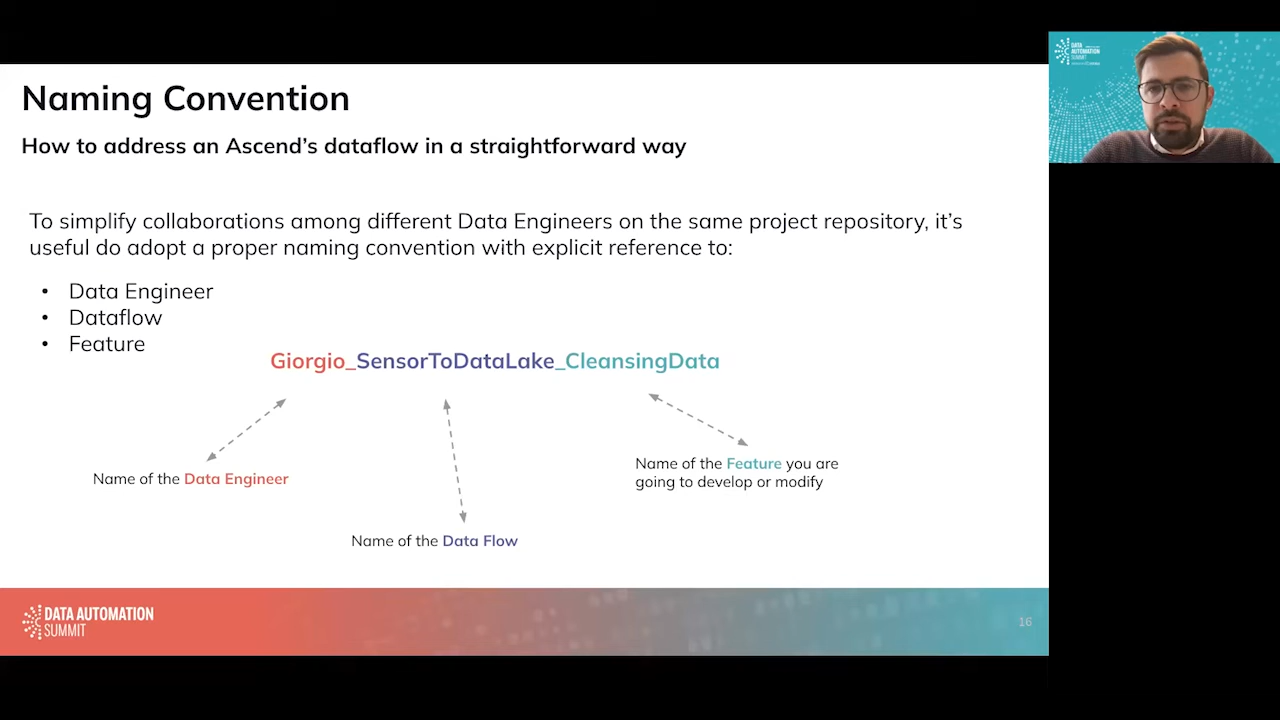 Naming Convention
How to address an Ascend's dataflow in a straightforward way
To simplify collaborations among different Data Engineers on the same project repository, it's
useful do adopt a proper naming convention with explicit reference to:
• Data Engineer
• Dataflow
• Feature
Giorgio_SensorToDataLake_CleansingData
Name of the Data Engineer
Name of the Feature you are
going to develop or modify
Name of the Data Flow
DATA AUTOMATION
SUMMIT
16
DATA
AUTOMATION
SUMMIT